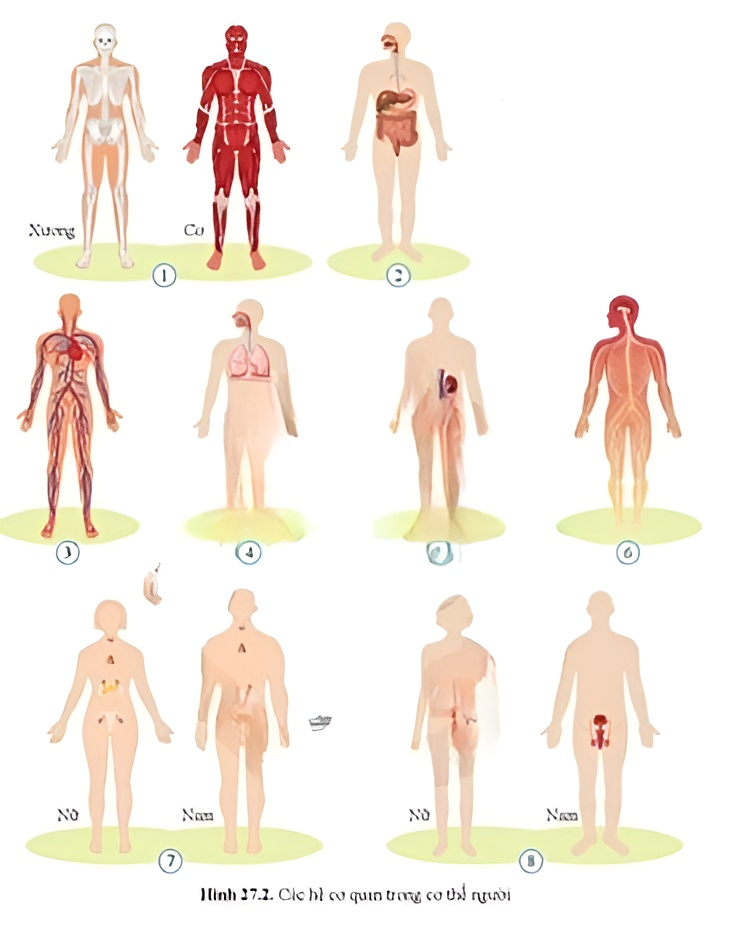 Xương Cơ
1 2
3 4 6
Nữ Nam Nữ Nam
7 8
Hình 27.2. Các hệ cơ quan trong cơ thể người